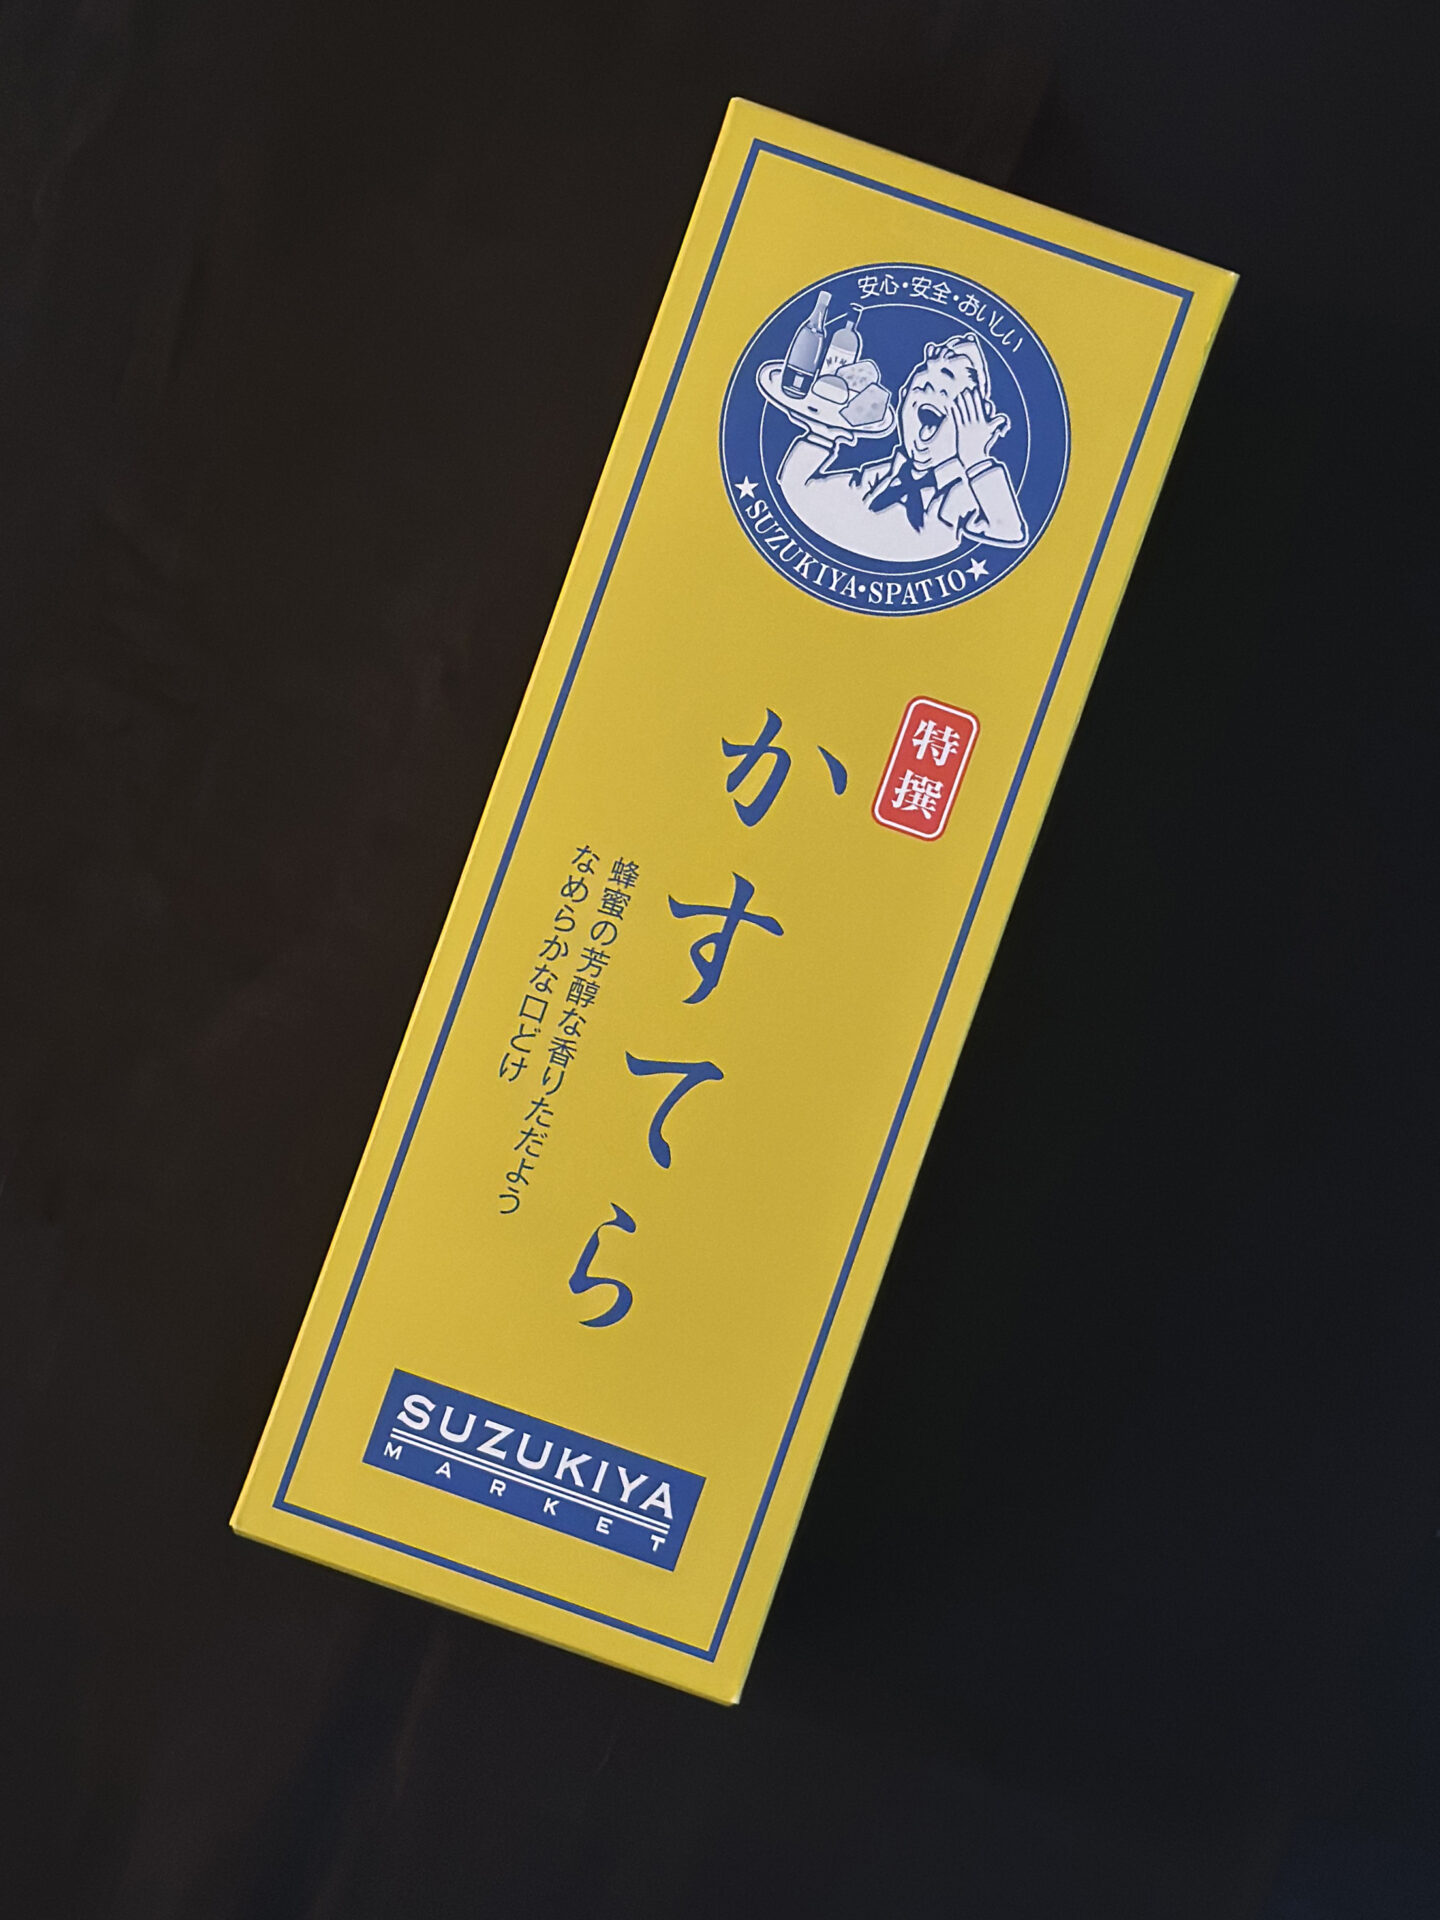 安心・安全・おいしい
★SUZUKIYA・SPATIO★
特撰
かすてら
蜂蜜の芳醇な香りただよう
なめらかな口どけ
SUZUKIYA
MARKET